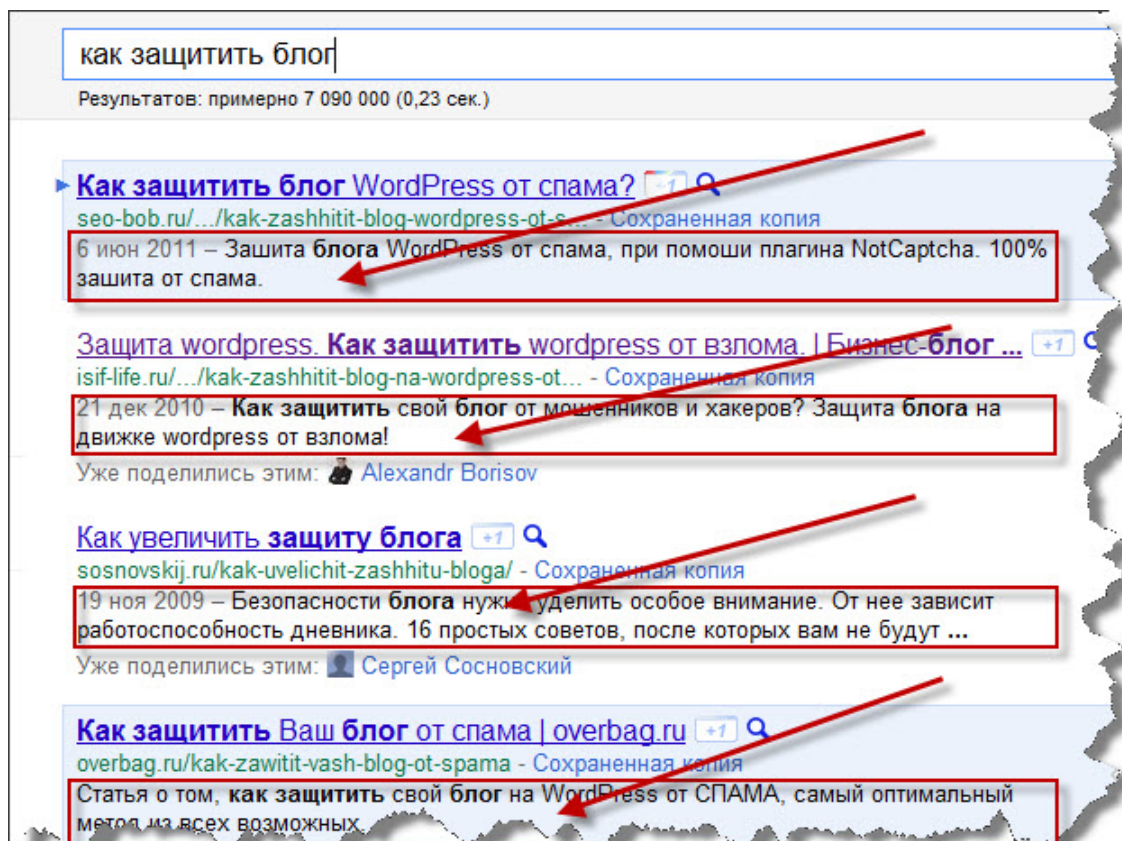 как защитить блог
Результатов: примерно 7 090 000 (0,23 сек.)
Как защитить блог WordPress от спама? +1
seo-bob.ru/.../kak-zashhitit-blog-wordpress-ot-s... - Сохраненная копия
6 июн 2011 – Зашита блога WordPress от спама, при помоши плагина NotCaptcha. 100%
зашита от спама.
Защита wordpress. Как защитить wordpress от взлома. | Бизнес-блог ... +1
isif-life.ru/.../kak-zashhitit-blog-na-wordpress-ot... - Сохраненная копия
21 дек 2010 – Как защитить свой блог от мошенников и хакеров? Защита блога на
движке wordpress от взлома!
Уже поделились этим: Alexandr Borisov
Как увеличить защиту блога +1
sosnovskij.ru/kak-uvelichit-zashhitu-bloga/ - Сохраненная копия
19 ноя 2009 – Безопасности блога нужно уделить особое внимание. От нее зависит
работоспособность дневника. 16 простых советов, после которых вам не будут ...
Уже поделились этим: Сергей Сосновский
Как защитить Ваш блог от спама | overbag.ru +1
overbag.ru/kak-zawitit-vash-blog-ot-spama - Сохраненная копия
Статья о том, как защитить свой блог на WordPress от СПАМА, самый оптимальный
метод из всех возможных.